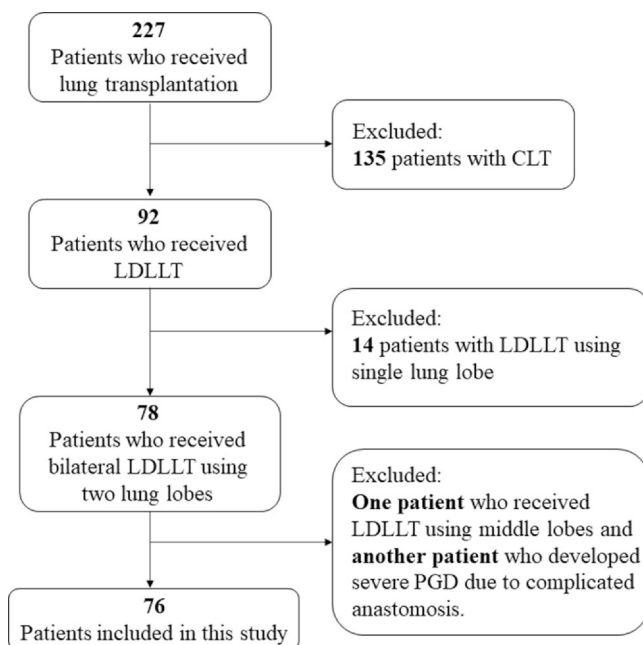 227
Patients who received
lung transplantation
Excluded:
135 patients with CLT
92
Patients who received
LDLLT
Excluded:
14 patients with LDLLT using
single lung lobe
78
Patients who received
bilateral LDLLT using
two lung lobes
Excluded:
One patient who received
LDLLT using middle lobes and
another patient who developed
severe PGD due to complicated
anastomosis.
76
Patients included in this study